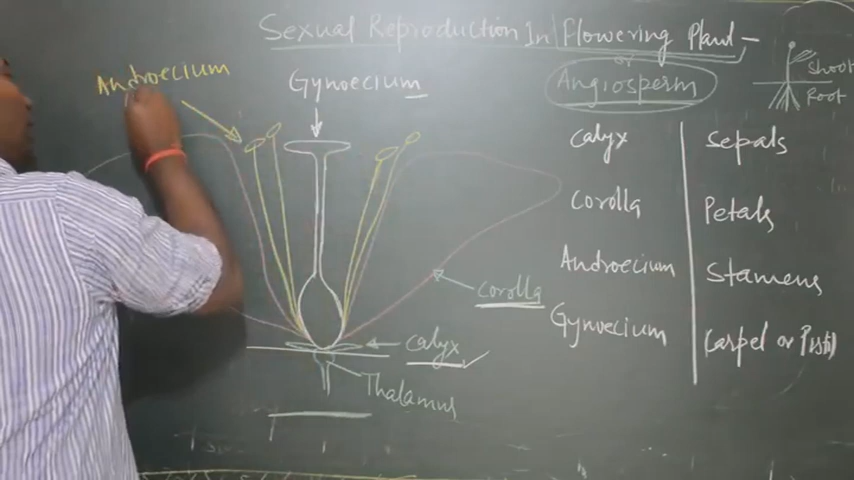 Sexual Reproduction In Flowering Plant -
or
Angiosperm
Shoot
Root
Androecium
Gynoecium
Calyx
Sepals
Corolla
Petals
Androecium
Stamens
Gynoecium
Carpel or Pistil
Corolla
Calyx
Thalamus